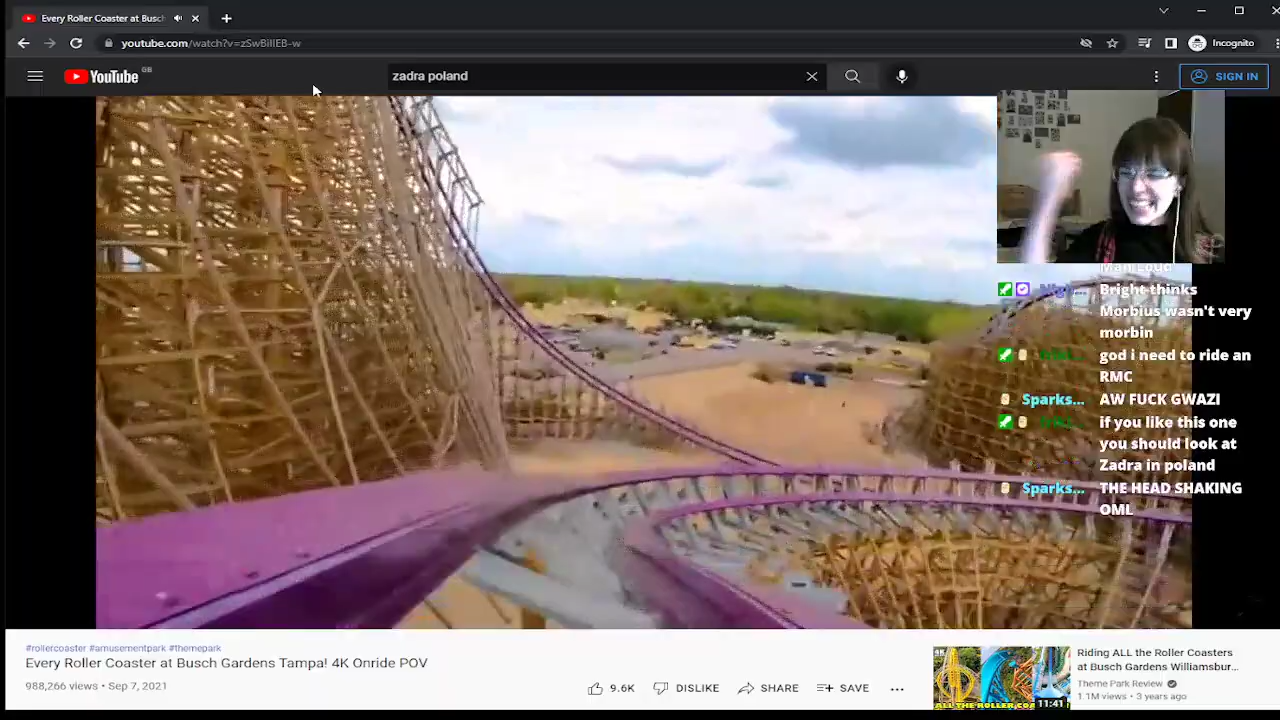 Every Roller Coaster at Busch
youtube.com/watch?v=zSwBillEB-w
Incognito
YouTube GB
zadra poland
SIGN IN
Bright thinks
Morbius wasn't very
morbin
god i need to ride an
RMC
Sparks... AW FUCK GWAZI
if you like this one
you should look at
Zadra in poland
Sparks... THE HEAD SHAKING
OML
#rollercoaster #amusementpark #themepark
Every Roller Coaster at Busch Gardens Tampa! 4K Onride POV
988,266 views • Sep 7, 2021
9.6K DISLIKE SHARE SAVE
Riding ALL the Roller Coasters
at Busch Gardens Williamsbur...
Theme Park Review
1.1M views • 3 years ago
11:41